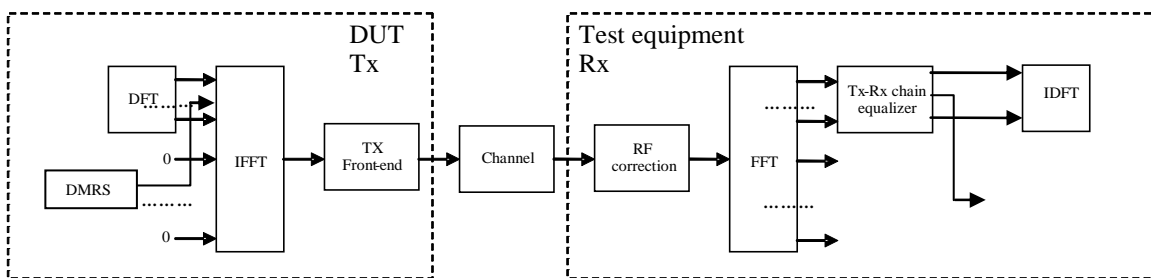 DUT
Tx
Test equipment
Rx
DFT
………
0
DMRS
………
0
IFFT
TX
Front-end
Channel
RF
correction
FFT
………
………
Tx-Rx chain
equalizer
IDFT